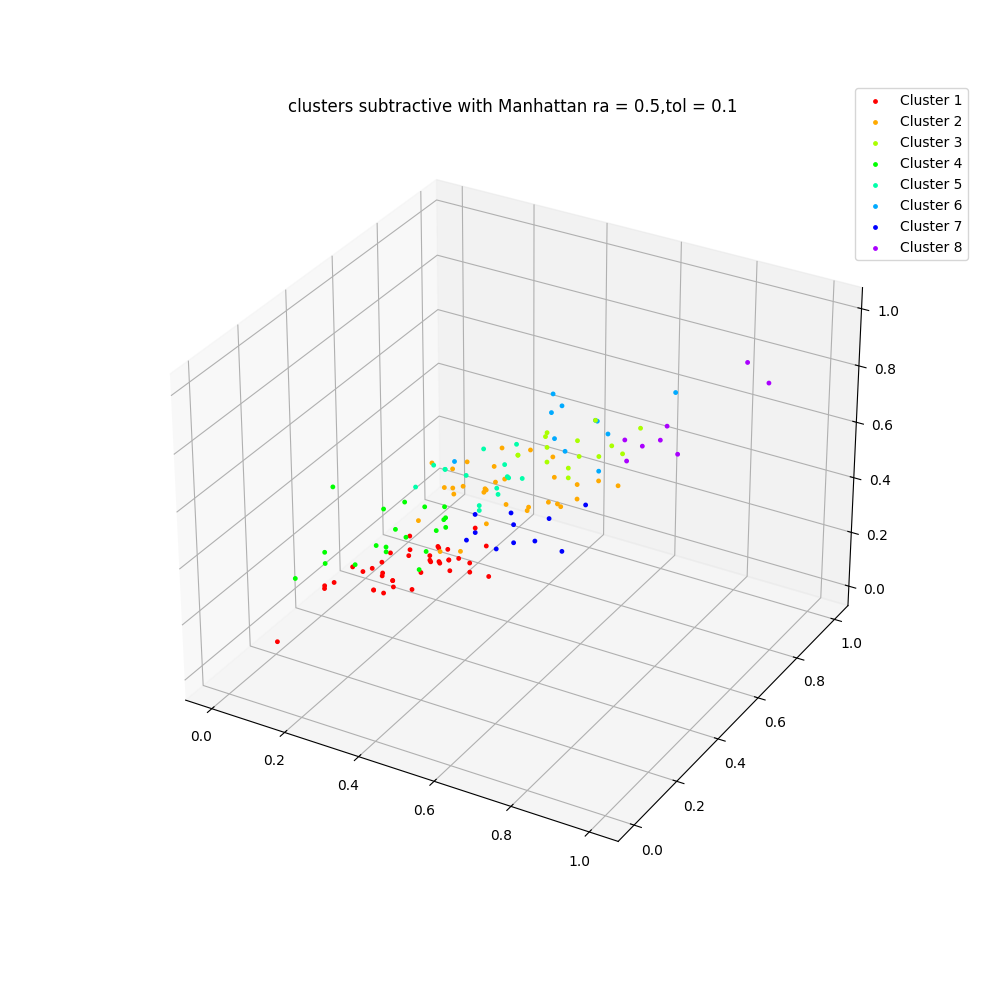 clusters subtractive with Manhattan ra = 0.5,tol = 0.1
Cluster 1
Cluster 2
Cluster 3
Cluster 4
Cluster 5
Cluster 6
Cluster 7
Cluster 8
1.0
0.8
0.6
0.4
0.2
0.0
1.0
0.8
0.6
0.4
0.2
0.0
0.0
0.2
0.4
0.6
0.8
1.0